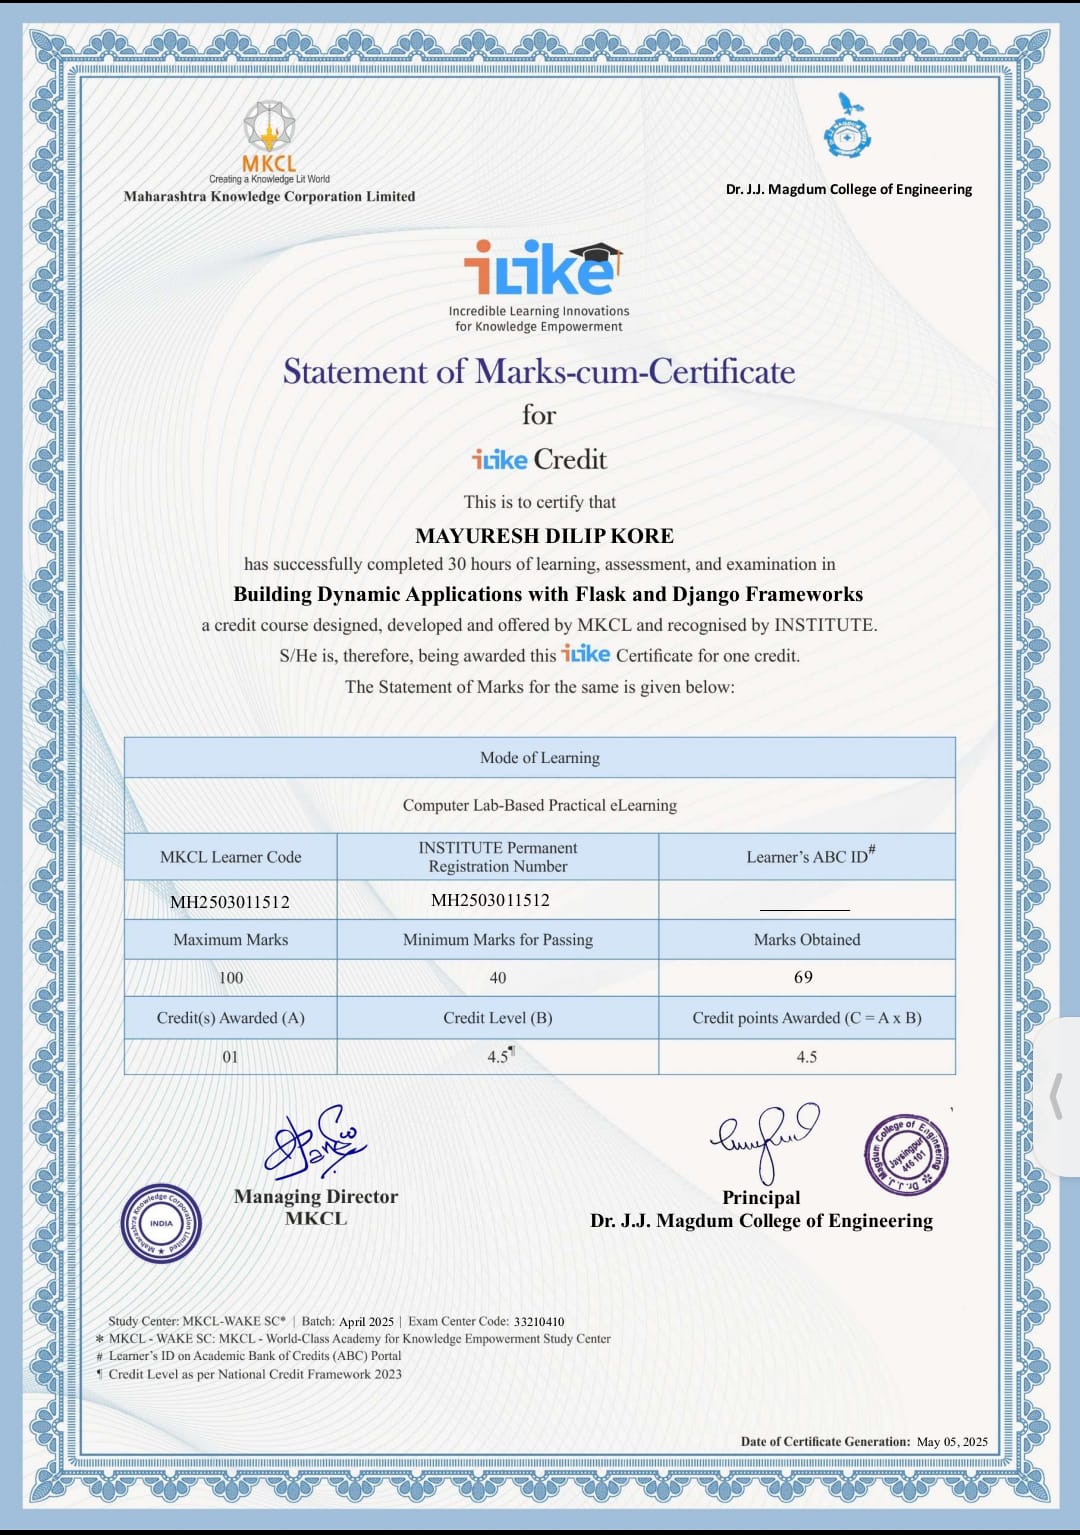 MKCL
Creating a Knowledge Lit World
Maharashtra Knowledge Corporation Limited
Dr. J.J. Magdum College of Engineering
iLike
Incredible Learning Innovations
for Knowledge Empowerment
Statement of Marks-cum-Certificate
for
iLike Credit
This is to certify that
MAYURESH DILIP KORE
has successfully completed 30 hours of learning, assessment, and examination in
Building Dynamic Applications with Flask and Django Frameworks
a credit course designed, developed and offered by MKCL and recognised by INSTITUTE.
S/He is, therefore, being awarded this iLike Certificate for one credit.
The Statement of Marks for the same is given below:
Mode of Learning
Computer Lab-Based Practical eLearning
MKCL Learner Code
INSTITUTE Permanent
Registration Number
Learner's ABC ID#
MH2503011512
MH2503011512
Maximum Marks
Minimum Marks for Passing
Marks Obtained
100
40
69
Credit(s) Awarded (A)
Credit Level (B)
Credit points Awarded (C = A x B)
01
4.5¶
4.5
Managing Director
MKCL
Maharashtra Knowledge Corporation Limited ★
INDIA
Principal
Dr. J.J. Magdum College of Engineering
Dr. J.J. Magdum College of Engineering
Jaysingpur
416 101
Study Center: MKCL-WAKE SC* | Batch: April 2025 | Exam Center Code: 33210410
* MKCL - WAKE SC: MKCL - World-Class Academy for Knowledge Empowerment Study Center
# Learner's ID on Academic Bank of Credits (ABC) Portal
¶ Credit Level as per National Credit Framework 2023
Date of Certificate Generation: May 05, 2025